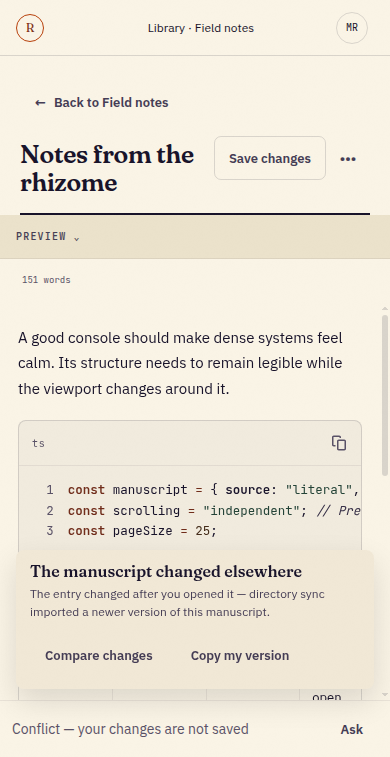 R
Library · Field notes
MR
← Back to Field notes
Notes from the
rhizome
Save changes
•••
PREVIEW ⌄
151 words
A good console should make dense systems feel
calm. Its structure needs to remain legible while
the viewport changes around it.
ts
1 const manuscript = { source: "literal",
2 const scrolling = "independent"; // Pre
3 const pageSize = 25;
The manuscript changed elsewhere
The entry changed after you opened it — directory sync
imported a newer version of this manuscript.
Compare changes
Copy my version
open
Conflict — your changes are not saved
Ask